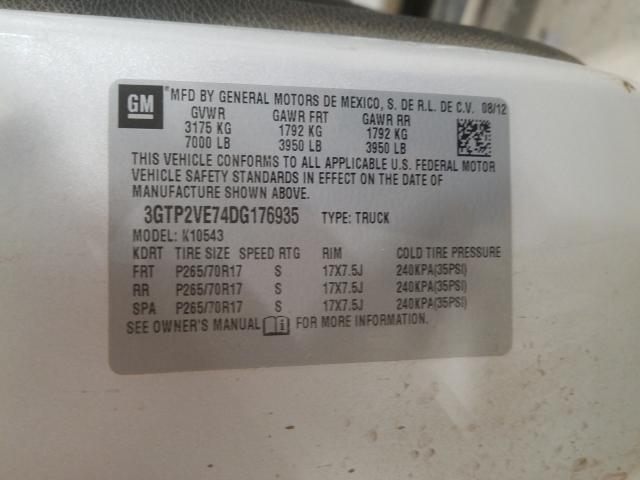 GM ®MFD BY GENERAL MOTORS DE MEXICO, S. DE R.L. DE C.V. 08/12
GVWR GAWR FRT GAWR RR
3175 KG 1792 KG 1792 KG
7000 LB 3950 LB 3950 LB
THIS VEHICLE CONFORMS TO ALL APPLICABLE U.S. FEDERAL MOTOR
VEHICLE SAFETY STANDARDS IN EFFECT ON THE DATE OF
MANUFACTURE SHOWN ABOVE.
3GTP2VE74DG176935 TYPE: TRUCK
MODEL: K10543
KDRT TIRE SIZE SPEED RTG RIM COLD TIRE PRESSURE
FRT P265/70R17 S 17X7.5J 240KPA(35PSI)
RR P265/70R17 S 17X7.5J 240KPA(35PSI)
SPA P265/70R17 S 17X7.5J 240KPA(35PSI)
SEE OWNER'S MANUAL i FOR MORE INFORMATION.